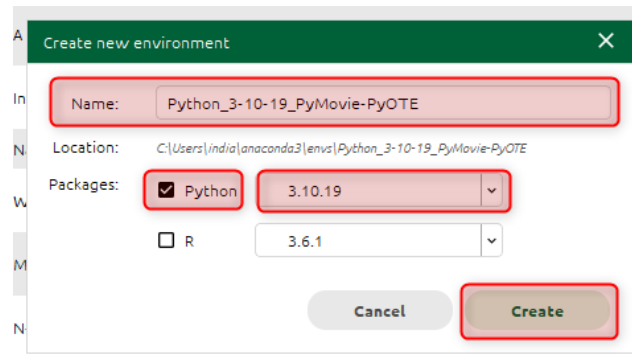 A
Create new environment
In
Name: Python_3-10-19_PyMovie-PyOTE
N
Location: C:\Users\india\anaconda3\envs\Python_3-10-19_PyMovie-PyOTE
Packages: Python 3.10.19
W
R 3.6.1
M
Cancel Create
N